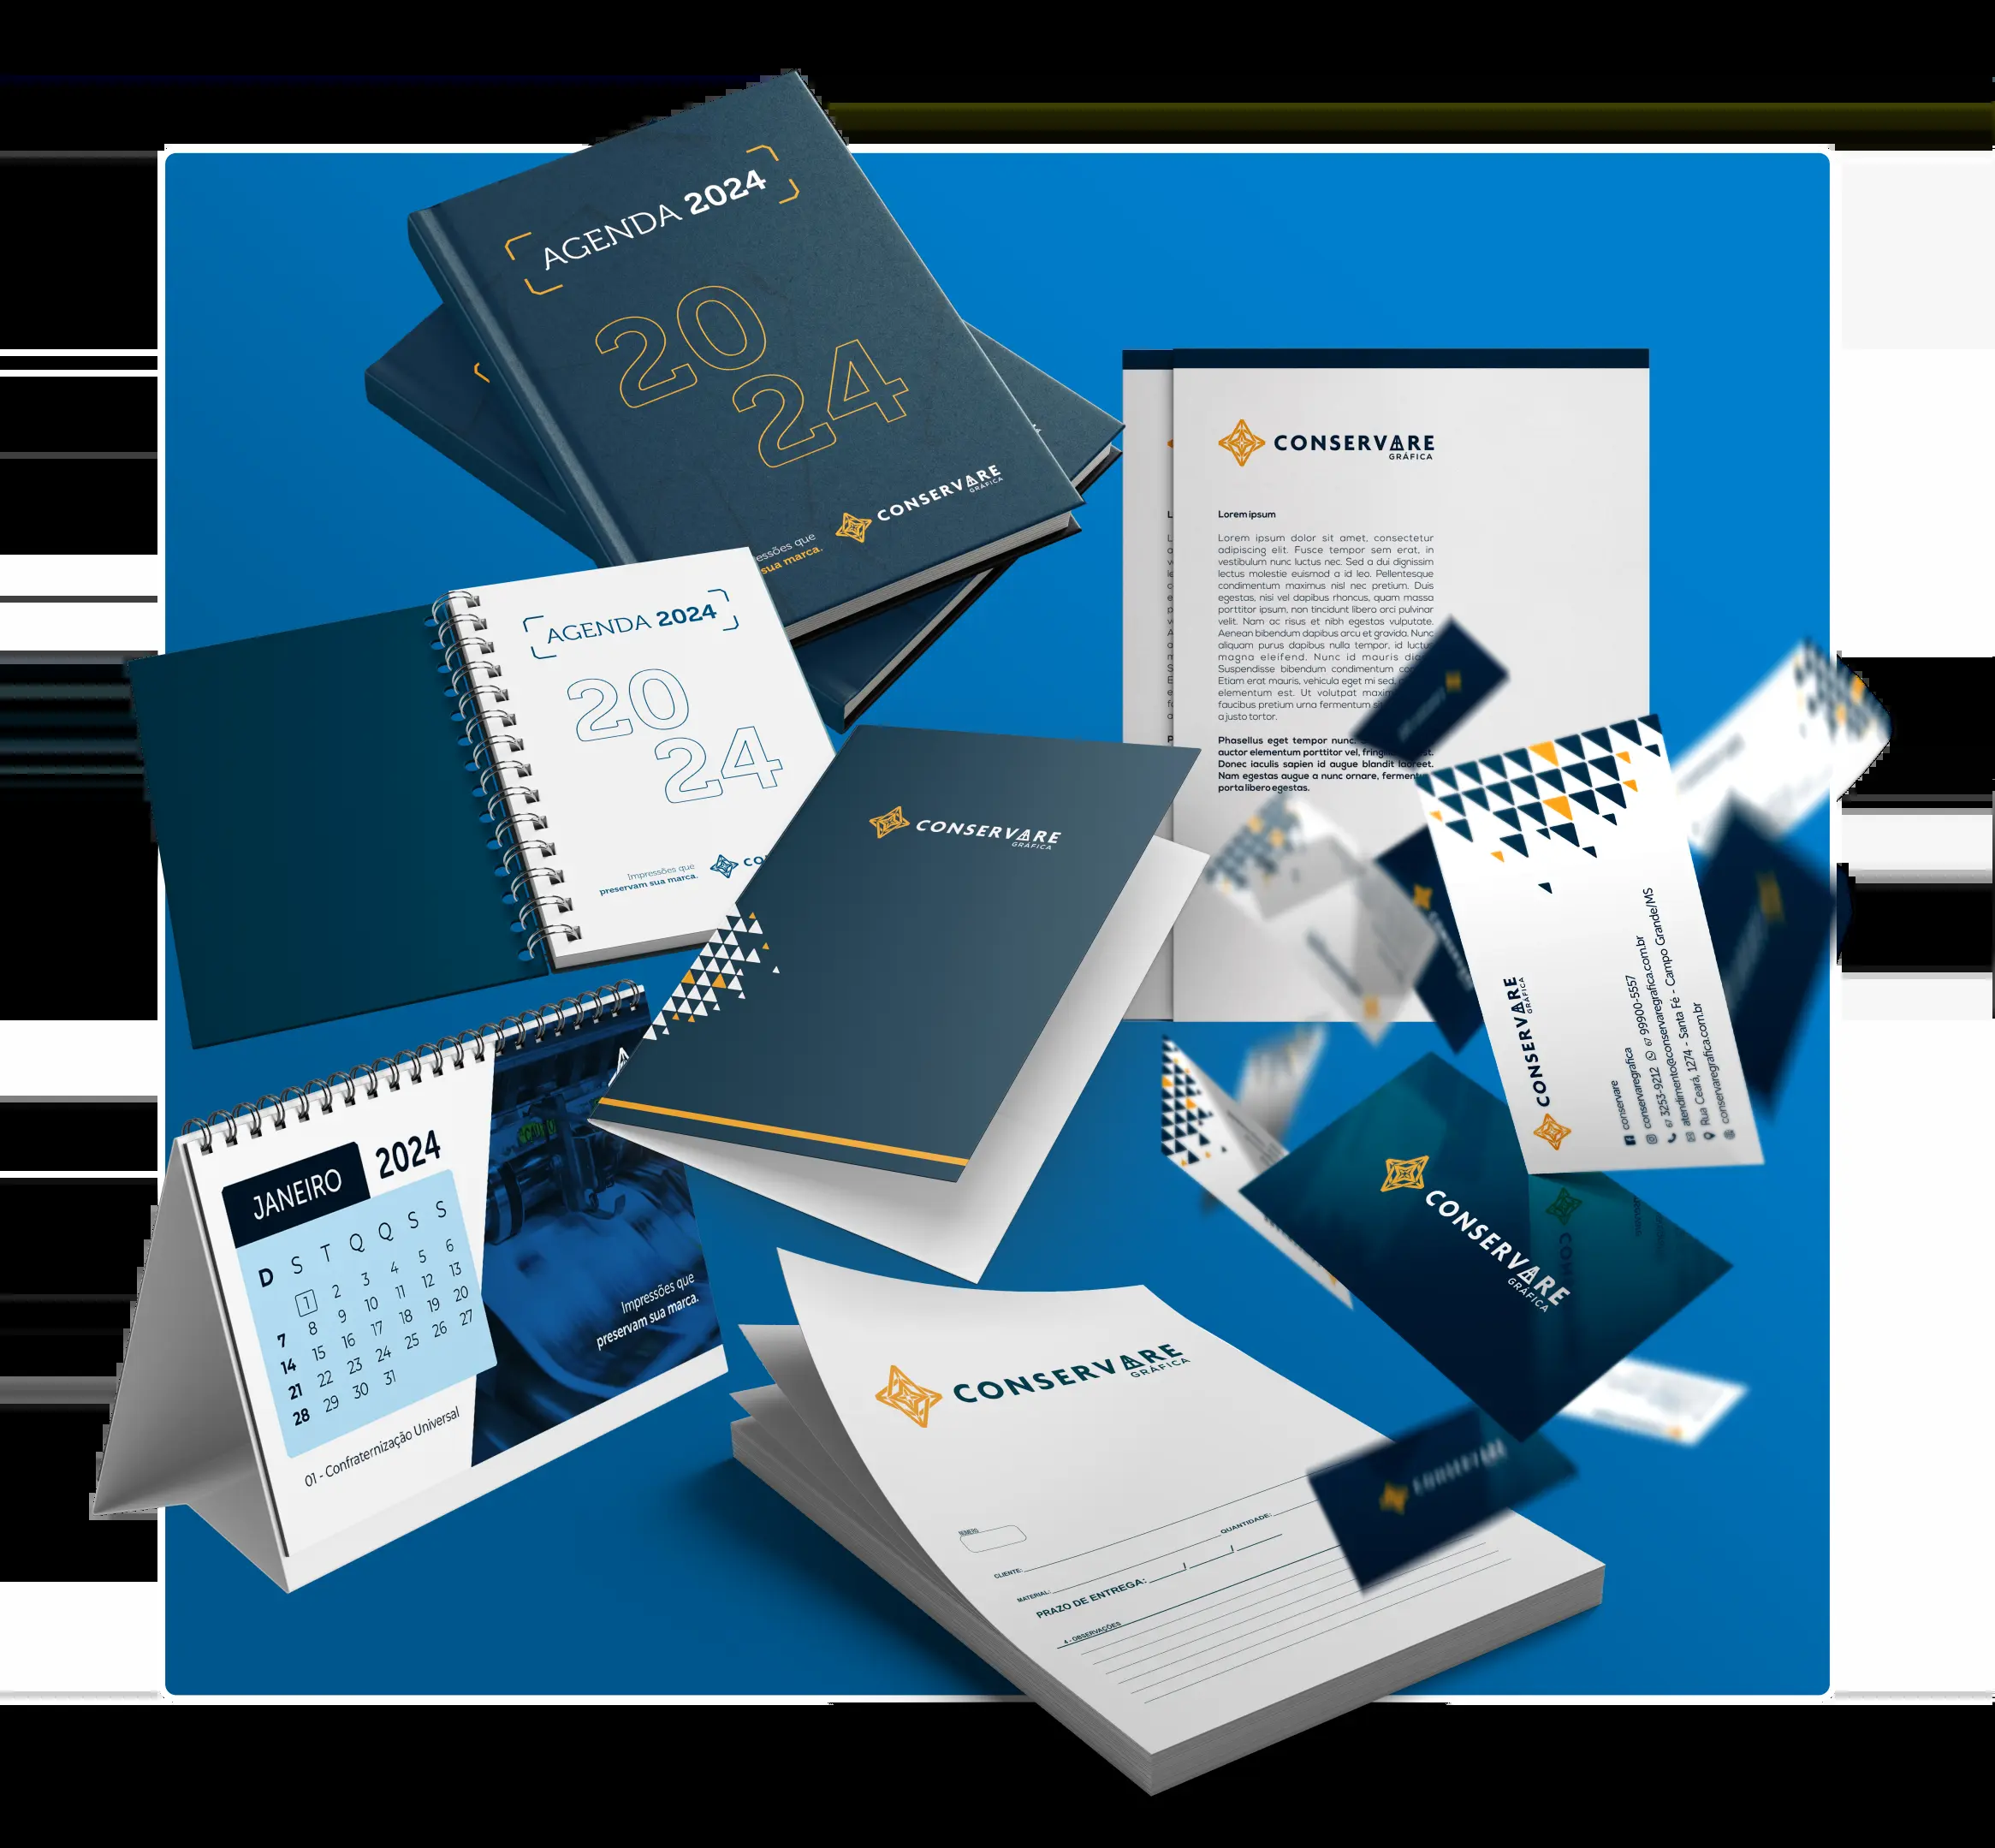 AGENDA 2024
20
24
CONSERVARE
GRÁFICA
que
sua marca.
AGENDA 2024
20
24
Impressões que
preservam sua marca.
CONSERVARE
GRÁFICA
Lorem ipsum
Lorem ipsum dolor sit amet, consectetur
adipiscing elit. Fusce tempor sem erat, in
vestibulum nunc luctus nec. Sed a dui dignissim
lectus molestie euismod a id leo. Pellentesque
condimentum maximus nisl nec pretium. Duis
egestas, nisi vel dapibus rhoncus, quam massa
porttitor ipsum, non tincidunt libero orci pulvinar
velit. Nam ac risus et nibh egestas vulputate.
Aenean bibendum dapibus arcu et gravida. Nunc
aliquam purus dapibus nulla tempor, id luctus
magna eleifend. Nunc id mauris
Suspendisse bibendum condimentum
Etiam erat mauris, vehicula eget mi sed,
elementum est. Ut volutpat
faucibus pretium urna fermentum
a justo tortor.
Phasellus eget tempor nunc
auctor elementum porttitor vel,
Donec iaculis sapien id augue blandit laoreet.
Nam egestas augue a nunc ornare,
porta libero egestas.
CONSERVARE
GRÁFICA
CONSERVARE
GRÁFICA
conservare
conservaregrafica
67 3253-9212 67 99900-5557
atendimento@conservaregrafica.com.br
Rua Ceará, 1274 - Santa Fé - Campo Grande/MS
conservaregrafica.com.br
CONSERVARE
GRÁFICA
JANEIRO 2024
D S T Q Q S S
1 2 3 4 5 6
7 8 9 10 11 12 13
14 15 16 17 18 19 20
21 22 23 24 25 26 27
28 29 30 31
01 - Confraternização Universal
Impressões que
preservam sua marca.
CONSERVARE
GRÁFICA
NÚMERO
CLIENTE:
MATERIAL: QUANTIDADE:
PRAZO DE ENTREGA: / /
4 - OBSERVAÇÕES